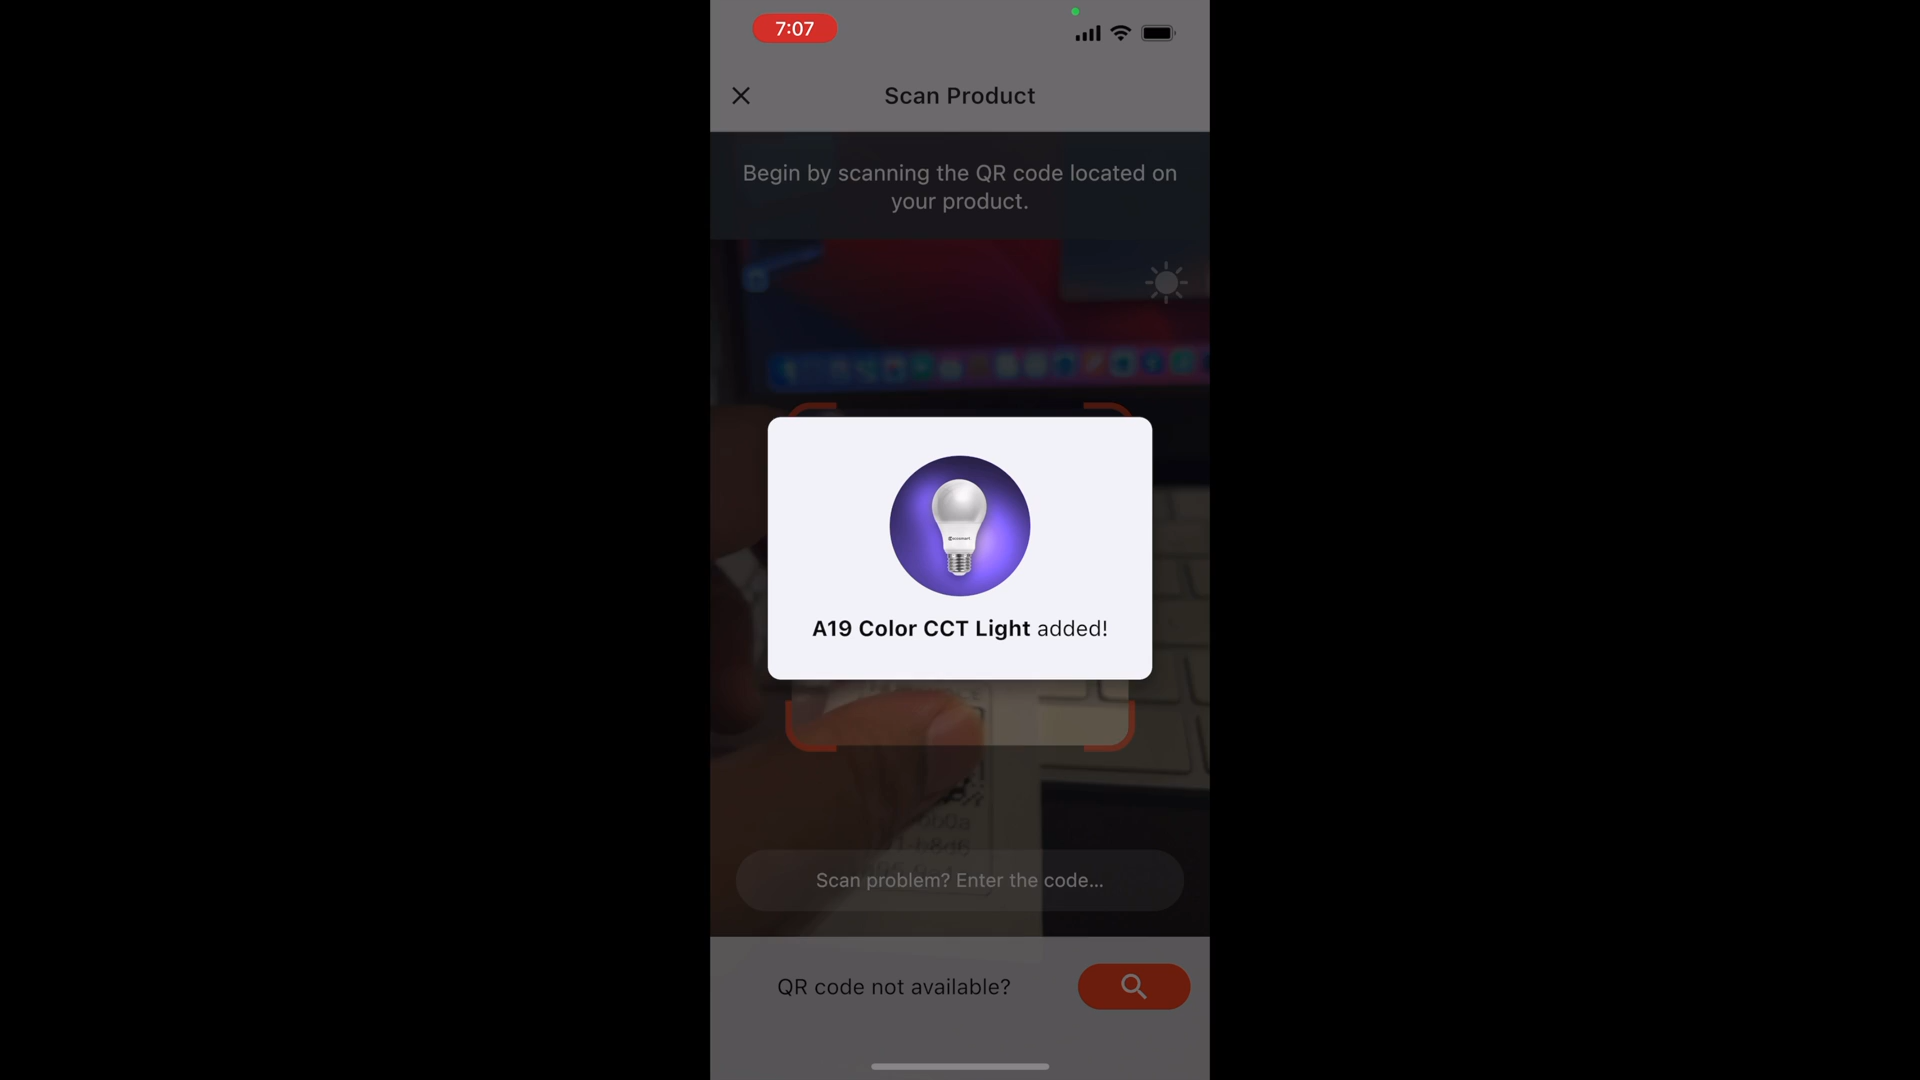 7:07
Scan Product
Begin by scanning the QR code located on
your product.
A19 Color CCT Light added!
Scan problem? Enter the code...
QR code not available?